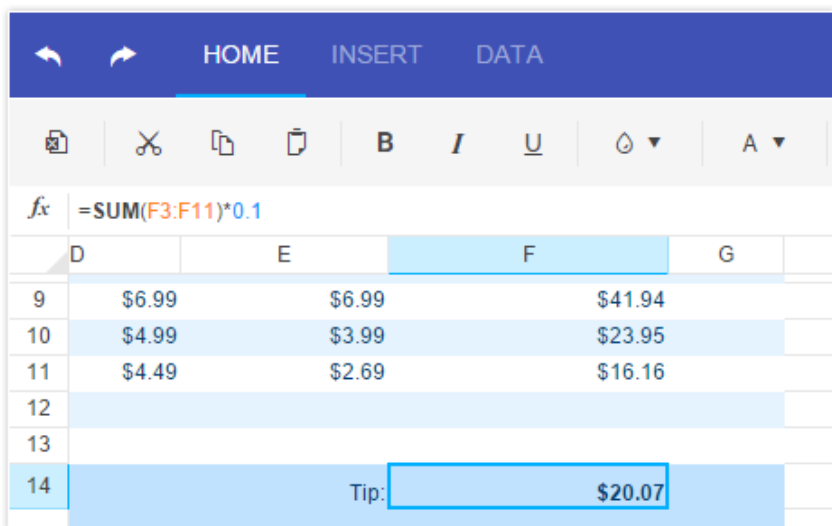 HOME INSERT DATA
B I U A
fx =SUM(F3:F11)*0.1
D E F G
9 $6.99 $6.99 $41.94
10 $4.99 $3.99 $23.95
11 $4.49 $2.69 $16.16
12
13
14 Tip: $20.07